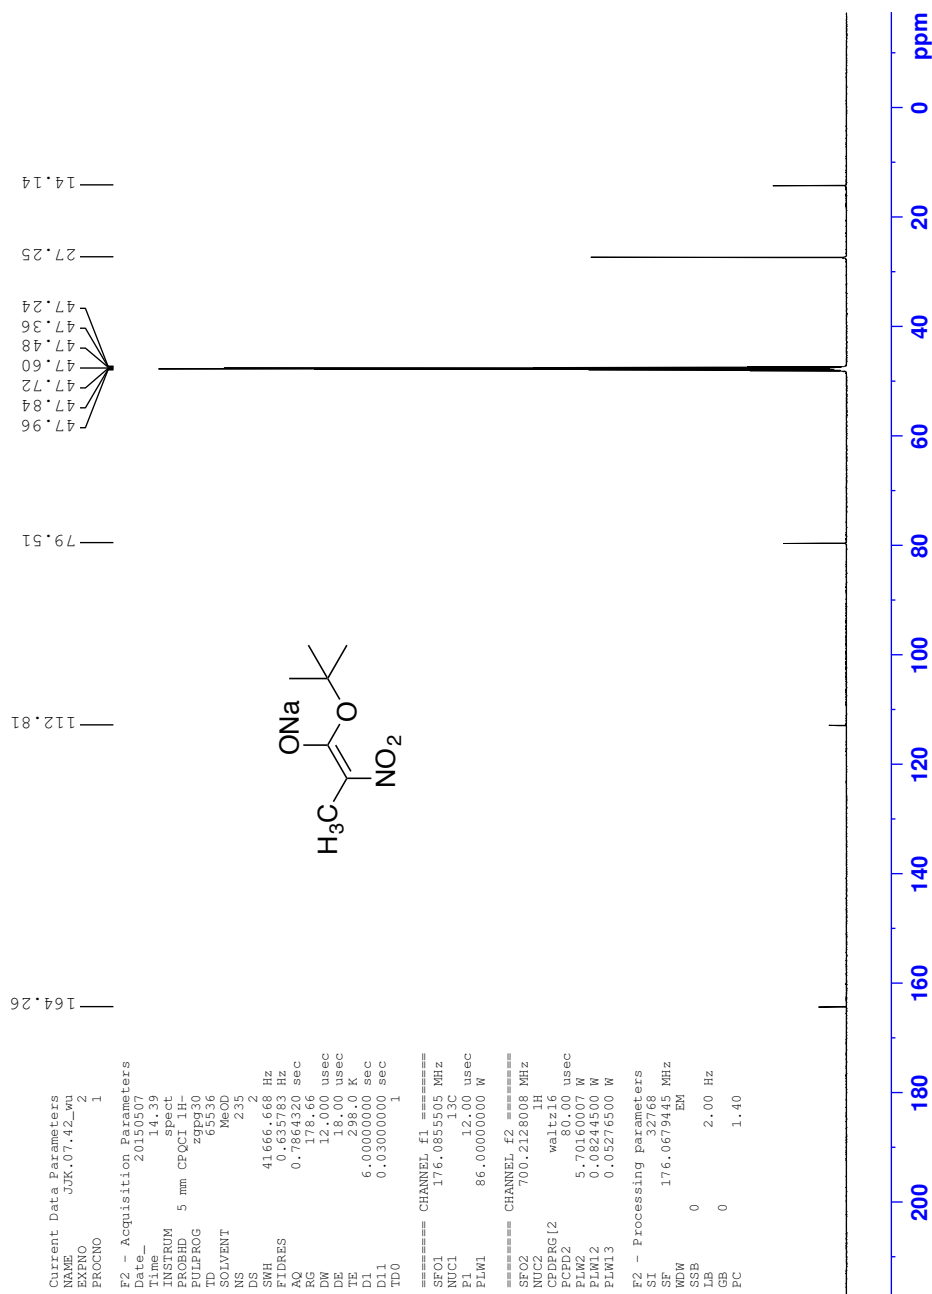 Current Data Parameters
NAME JJK.07.42_wu
EXPNO 2
PROCNO 1
F2 - Acquisition Parameters
Date_ 20150507
Time 14.39
INSTRUM spect
PROBHD 5 mm CPQCI 1H-
PULPROG zgpg30
TD 65536
SOLVENT MeOD
NS 235
DS 2
SWH 41666.668 Hz
FIDRES 0.635783 Hz
AQ 0.7864320 sec
RG 178.66
DW 12.000 usec
DE 18.00 usec
TE 298.0 K
D1 6.00000000 sec
D11 0.03000000 sec
TD0 1
======== CHANNEL f1 ========
SFO1 176.0855505 MHz
NUC1 13C
P1 12.00 usec
PLW1 86.00000000 W
======== CHANNEL f2 ========
SFO2 700.2128008 MHz
NUC2 1H
CPDPRG[2 waltz16
PCPD2 80.00 usec
PLW2 5.70160007 W
PLW12 0.08244500 W
PLW13 0.05276500 W
F2 - Processing parameters
SI 32768
SF 176.0679445 MHz
WDW EM
SSB 0
LB 2.00 Hz
GB 0
PC 1.40
164.26
112.81
79.51
47.96
47.84
47.72
47.60
47.48
47.36
47.24
27.25
14.14
H3C
ONa
O
NO2
200 180 160 140 120 100 80 60 40 20 0 ppm